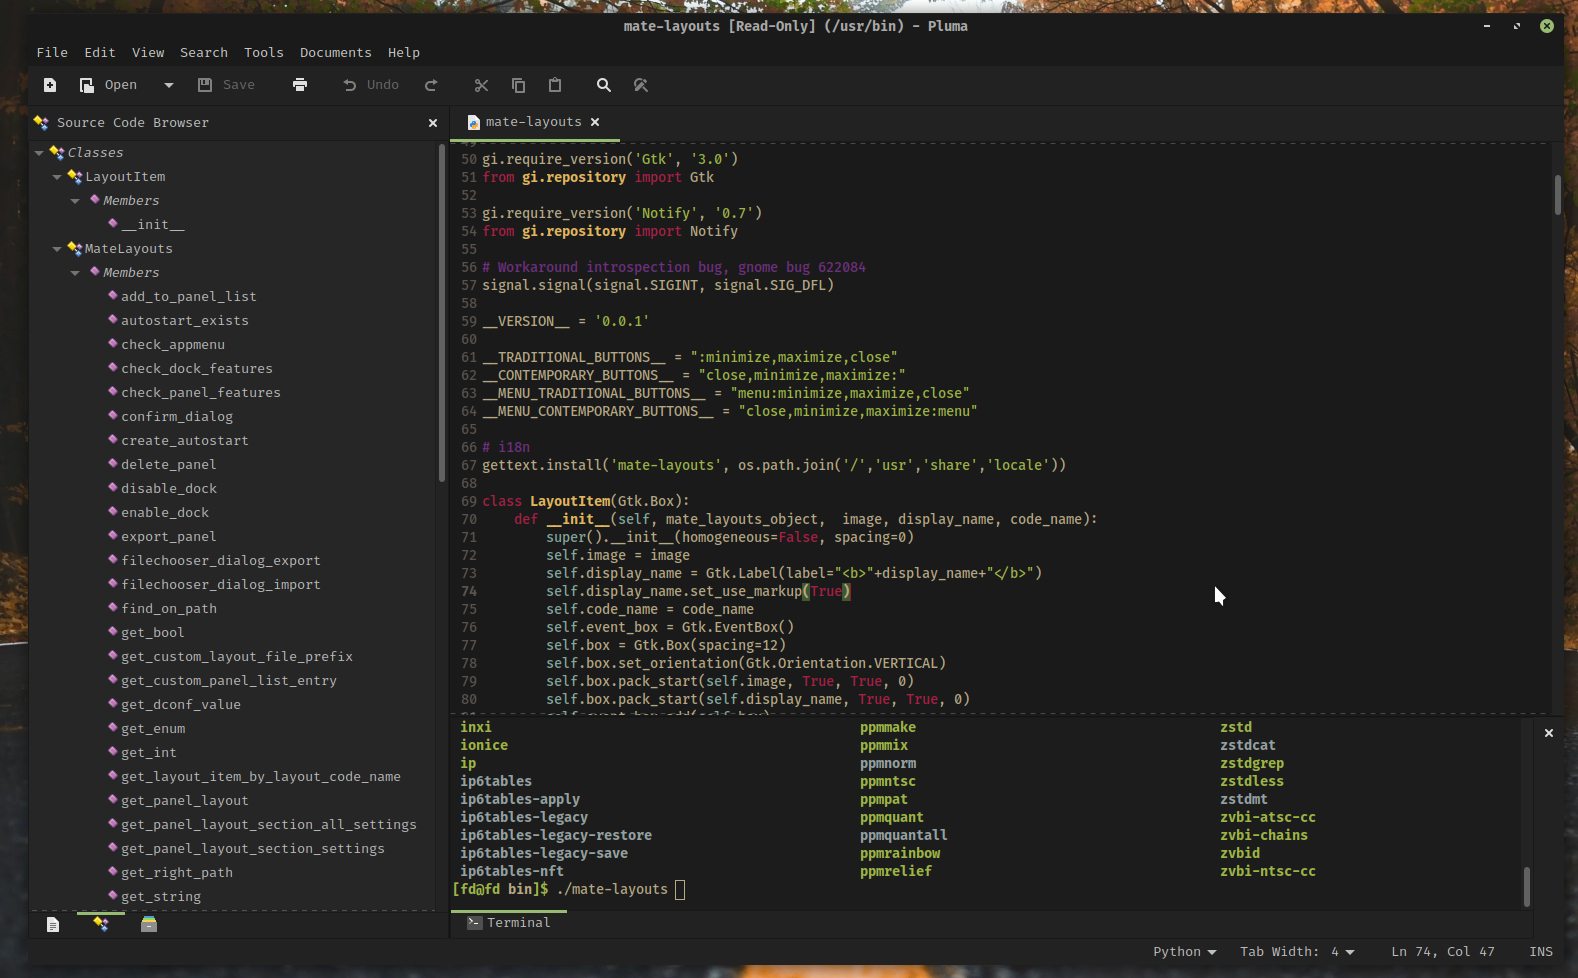 mate-layouts [Read-Only] (/usr/bin) - Pluma
File Edit View Search Tools Documents Help
Open Save Undo
Source Code Browser
Classes
LayoutItem
Members
__init__
MateLayouts
Members
add_to_panel_list
autostart_exists
check_appmenu
check_dock_features
check_panel_features
confirm_dialog
create_autostart
delete_panel
disable_dock
enable_dock
export_panel
filechooser_dialog_export
filechooser_dialog_import
find_on_path
get_bool
get_custom_layout_file_prefix
get_custom_panel_list_entry
get_dconf_value
get_enum
get_int
get_layout_item_by_layout_code_name
get_panel_layout
get_panel_layout_section_all_settings
get_panel_layout_section_settings
get_right_path
get_string
mate-layouts
49
50 gi.require_version('Gtk', '3.0')
51 from gi.repository import Gtk
52
53 gi.require_version('Notify', '0.7')
54 from gi.repository import Notify
55
56 # Workaround introspection bug, gnome bug 622084
57 signal.signal(signal.SIGINT, signal.SIG_DFL)
58
59 __VERSION__ = '0.0.1'
60
61 __TRADITIONAL_BUTTONS__ = ":minimize,maximize,close"
62 __CONTEMPORARY_BUTTONS__ = "close,minimize,maximize:"
63 __MENU_TRADITIONAL_BUTTONS__ = "menu:minimize,maximize,close"
64 __MENU_CONTEMPORARY_BUTTONS__ = "close,minimize,maximize:menu"
65
66 # i18n
67 gettext.install('mate-layouts', os.path.join('/','usr','share','locale'))
68
69 class LayoutItem(Gtk.Box):
70     def __init__(self, mate_layouts_object,  image, display_name, code_name):
71         super().__init__(homogeneous=False, spacing=0)
72         self.image = image
73         self.display_name = Gtk.Label(label="<b>"+display_name+"</b>")
74         self.display_name.set_use_markup(True)
75         self.code_name = code_name
76         self.event_box = Gtk.EventBox()
77         self.box = Gtk.Box(spacing=12)
78         self.box.set_orientation(Gtk.Orientation.VERTICAL)
79         self.box.pack_start(self.image, True, True, 0)
80         self.box.pack_start(self.display_name, True, True, 0)
self.event_box.add(self.box)
inxi ppmmake zstd
ionice ppmmix zstdcat
ip ppmnorm zstdgrep
ip6tables ppmntsc zstdless
ip6tables-apply ppmpat zstdmt
ip6tables-legacy ppmquant zvbi-atsc-cc
ip6tables-legacy-restore ppmquantall zvbi-chains
ip6tables-legacy-save ppmrainbow zvbid
ip6tables-nft ppmrelief zvbi-ntsc-cc
[fd@fd bin]$ ./mate-layouts
Terminal
Python Tab Width: 4 Ln 74, Col 47 INS